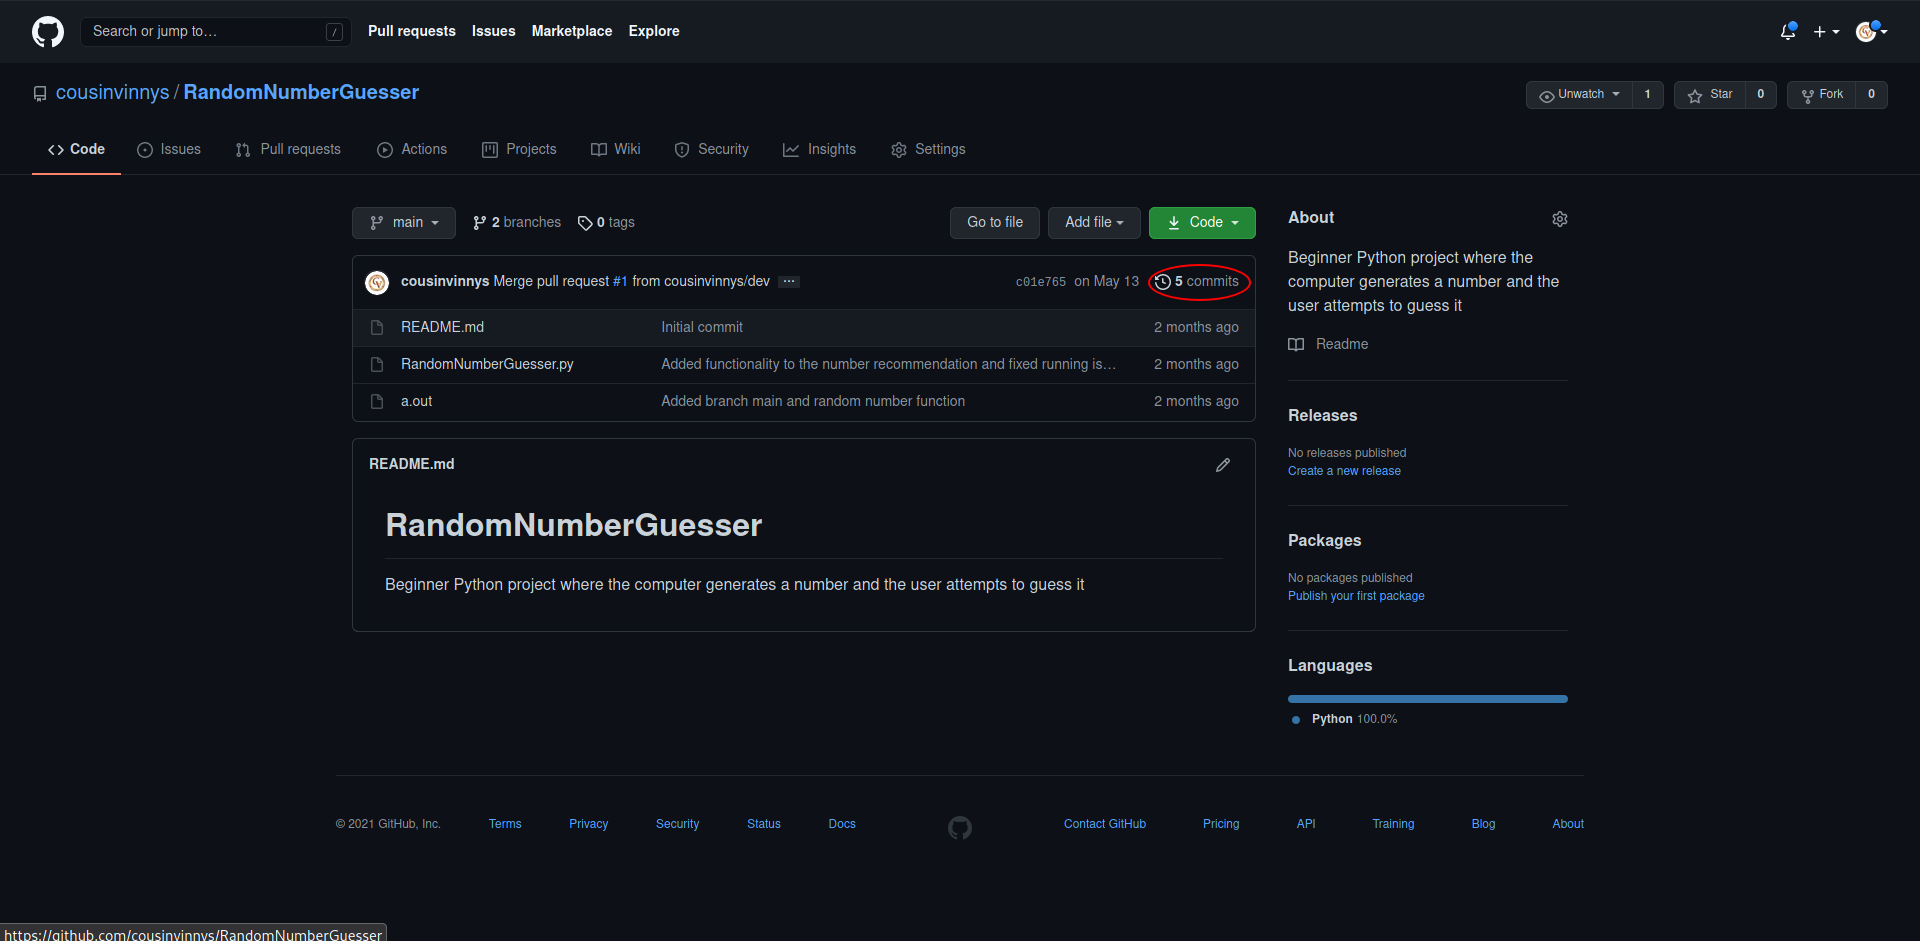 Search or jump to… / Pull requests Issues Marketplace Explore
cousinvinnys / RandomNumberGuesser Unwatch 1 Star 0 Fork 0
Code Issues Pull requests Actions Projects Wiki Security Insights Settings
main 2 branches 0 tags Go to file Add file Code
cousinvinnys Merge pull request #1 from cousinvinnys/dev ... c01e765 on May 13 5 commits
README.md Initial commit 2 months ago
RandomNumberGuesser.py Added functionality to the number recommendation and fixed running is… 2 months ago
a.out Added branch main and random number function 2 months ago
README.md
RandomNumberGuesser
Beginner Python project where the computer generates a number and the user attempts to guess it
About
Beginner Python project where the
computer generates a number and the
user attempts to guess it
Readme
Releases
No releases published
Create a new release
Packages
No packages published
Publish your first package
Languages
Python 100.0%
© 2021 GitHub, Inc. Terms Privacy Security Status Docs Contact GitHub Pricing API Training Blog About
https://github.com/cousinvinnys/RandomNumberGuesser